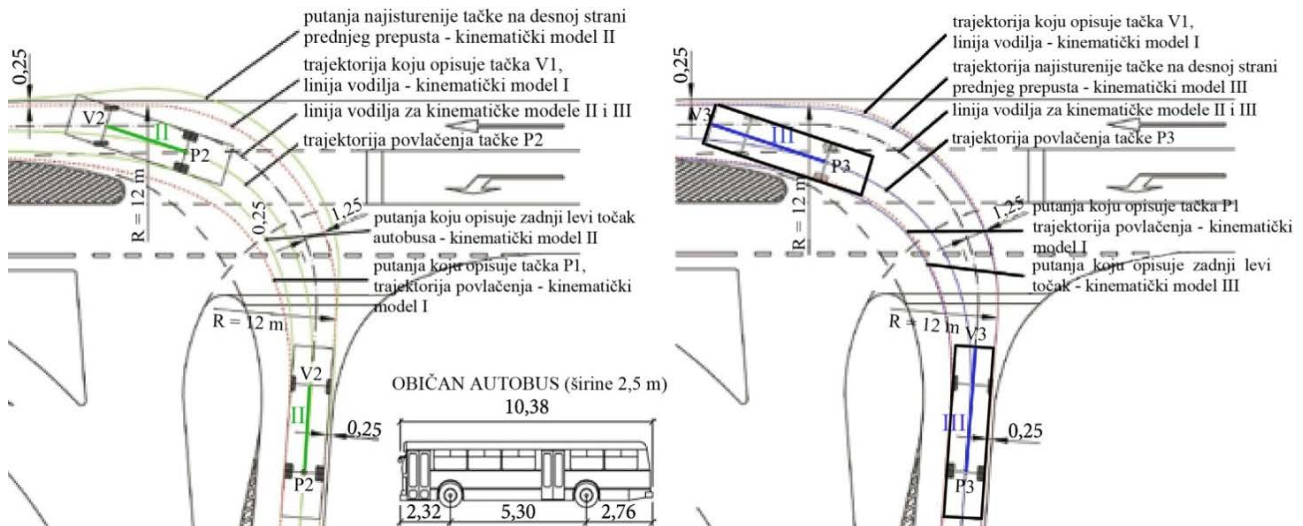 putanja najisturenije tačke na desnoj strani
prednjeg prepusta - kinematički model II
trajektorija koju opisuje tačka V1,
linija vodilja - kinematički model I
linija vodilja za kinematičke modele II i III
trajektorija povlačenja tačke P2
0,25
V2
II
P2
R = 12 m
0,25
1,25
putanja koju opisuje zadnji levi točak
autobusa - kinematički model II
putanja koju opisuje tačka P1,
trajektorija povlačenja - kinematički
model I
R = 12 m
V2
II
P2
0,25
OBIČAN AUTOBUS (širine 2,5 m)
10,38
2,32
5,30
2,76
trajektorija koju opisuje tačka V1,
linija vodilja - kinematički model I
trajektorija najisturenije tačke na desnoj strani
prednjeg prepusta - kinematički model III
linija vodilja za kinematičke modele II i III
trajektorija povlačenja tačke P3
0,25
V3
III
P3
R = 12 m
1,25
putanja koju opisuje tačka P1
trajektorija povlačenja - kinematički
model I
putanja koju opisuje zadnji levi
točak - kinematički model III
R = 12 m
V3
III
P3
0,25